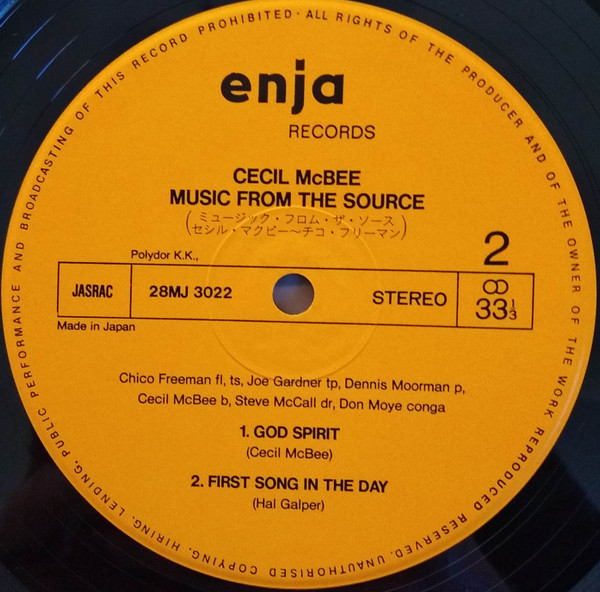 enja
RECORDS
CECIL McBEE
MUSIC FROM THE SOURCE
(ミュージック・フロム・ザ・ソース
セシル・マクビー〜チコ・フリーマン)
2
Polydor K.K.,
JASRAC
28MJ 3022
STEREO
33⅓
Made in Japan
Chico Freeman fl, ts, Joe Gardner tp, Dennis Moorman p,
Cecil McBee b, Steve McCall dr, Don Moye conga
1. GOD SPIRIT
(Cecil McBee)
2. FIRST SONG IN THE DAY
(Hal Galper)
ALL RIGHTS OF THE PRODUCER AND OF THE OWNER OF THE WORK REPRODUCED RESERVED. UNAUTHORISED COPYING, HIRING, LENDING, PUBLIC PERFORMANCE AND BROADCASTING OF THIS RECORD PROHIBITED·